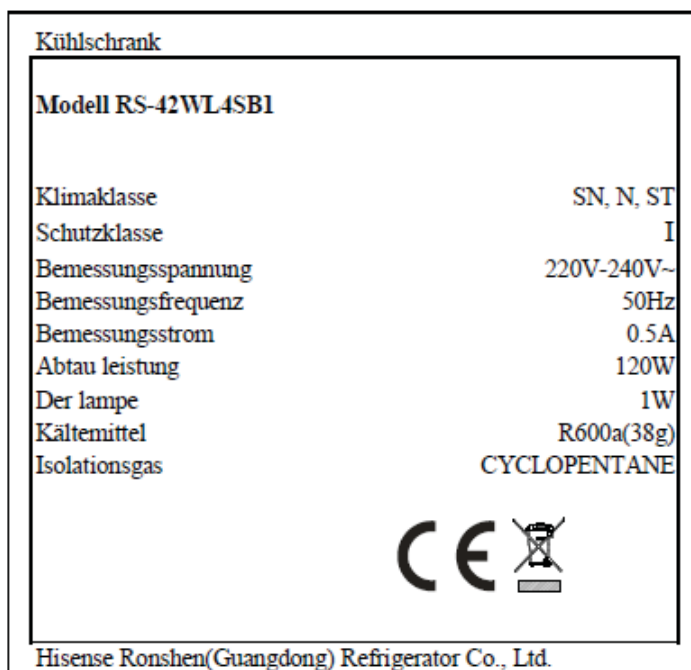 Kühlschrank
Modell RS-42WL4SB1
Klimaklasse SN, N, ST
Schutzklasse I
Bemessungsspannung 220V-240V~
Bemessungsfrequenz 50Hz
Bemessungsstrom 0.5A
Abtau leistung 120W
Der lampe 1W
Kältemittel R600a(38g)
Isolationsgas CYCLOPENTANE
CE
Hisense Ronshen(Guangdong) Refrigerator Co., Ltd.